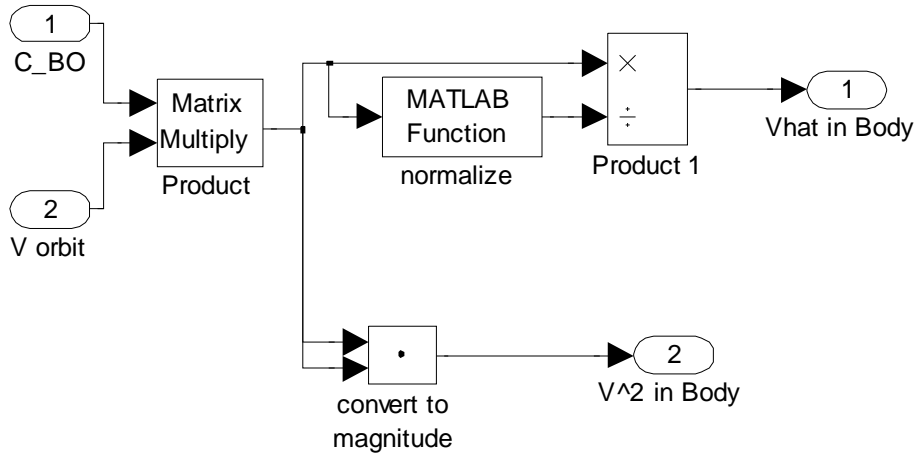 1
C_BO
Matrix
Multiply
Product
2
V orbit
MATLAB
Function
normalize
×
÷
Product 1
1
Vhat in Body
convert to
magnitude
2
V^2 in Body